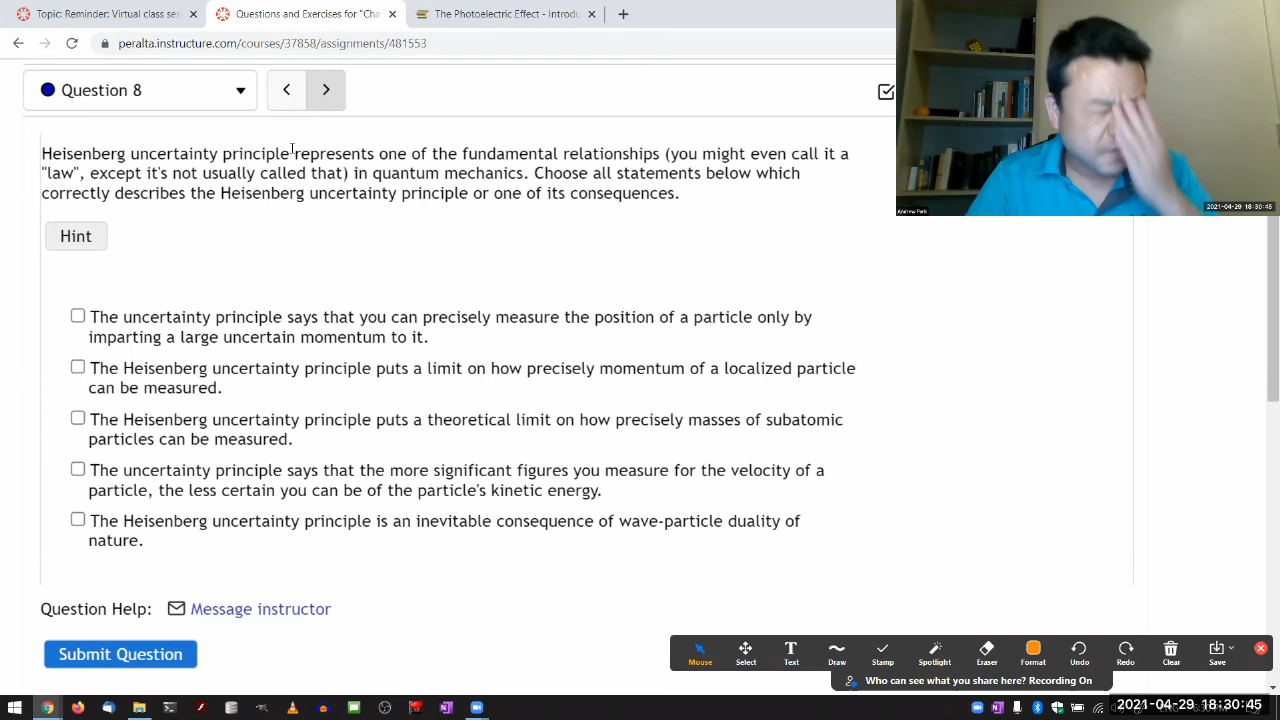 Topic: Reminder: Virtual class ses
Questions and Exercises for "Cha
The Photoelectric Effect - Introdu
peralta.instructure.com/courses/37858/assignments/481553
Question 8
Heisenberg uncertainty principle represents one of the fundamental relationships (you might even call it a
"law", except it's not usually called that) in quantum mechanics. Choose all statements below which
correctly describes the Heisenberg uncertainty principle or one of its consequences.
Hint
The uncertainty principle says that you can precisely measure the position of a particle only by
imparting a large uncertain momentum to it.
The Heisenberg uncertainty principle puts a limit on how precisely momentum of a localized particle
can be measured.
The Heisenberg uncertainty principle puts a theoretical limit on how precisely masses of subatomic
particles can be measured.
The uncertainty principle says that the more significant figures you measure for the velocity of a
particle, the less certain you can be of the particle's kinetic energy.
The Heisenberg uncertainty principle is an inevitable consequence of wave-particle duality of
nature.
Question Help: Message instructor
Submit Question
Andrew Park
2021-04-29 18:30:45
Mouse Select Text Draw Stamp Spotlight Eraser Format Undo Redo Clear Save
Who can see what you share here? Recording On
2021-04-29 18:30:45